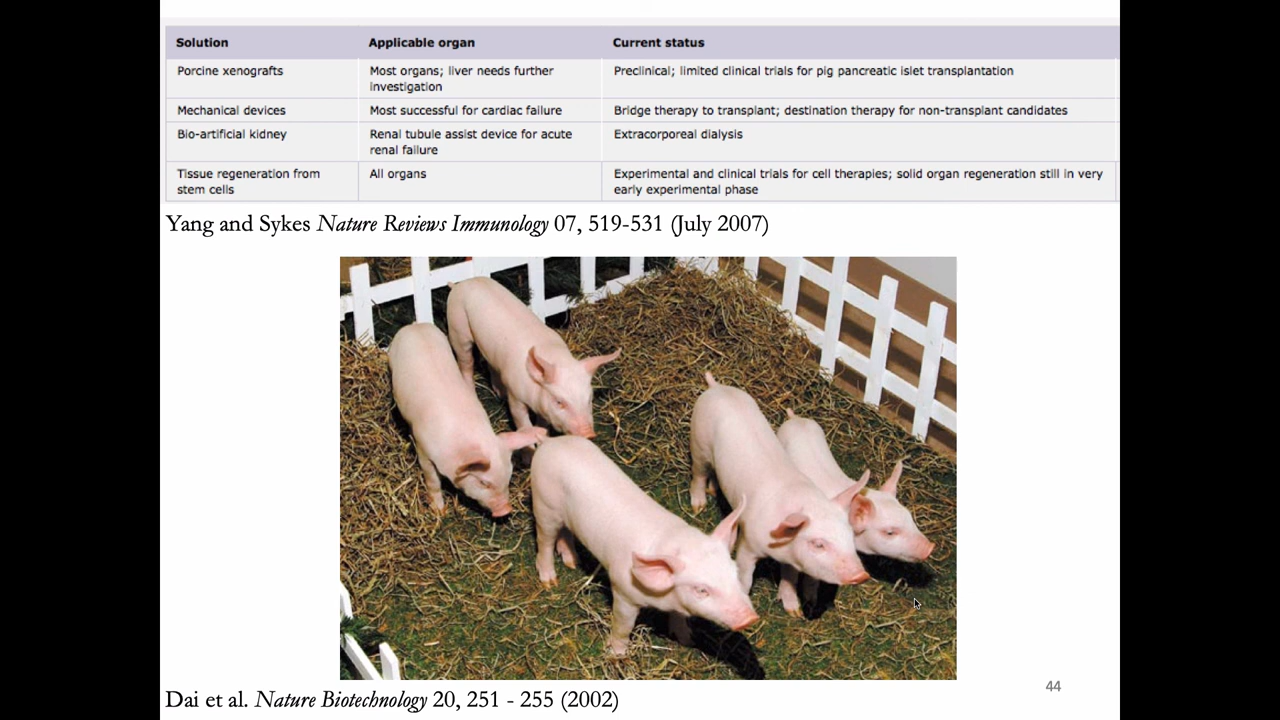 Solution Applicable organ Current status
Porcine xenografts Most organs; liver needs further investigation Preclinical; limited clinical trials for pig pancreatic islet transplantation
Mechanical devices Most successful for cardiac failure Bridge therapy to transplant; destination therapy for non-transplant candidates
Bio-artificial kidney Renal tubule assist device for acute renal failure Extracorporeal dialysis
Tissue regeneration from stem cells All organs Experimental and clinical trials for cell therapies; solid organ regeneration still in very early experimental phase
Yang and Sykes Nature Reviews Immunology 07, 519-531 (July 2007)
Dai et al. Nature Biotechnology 20, 251 - 255 (2002)
44